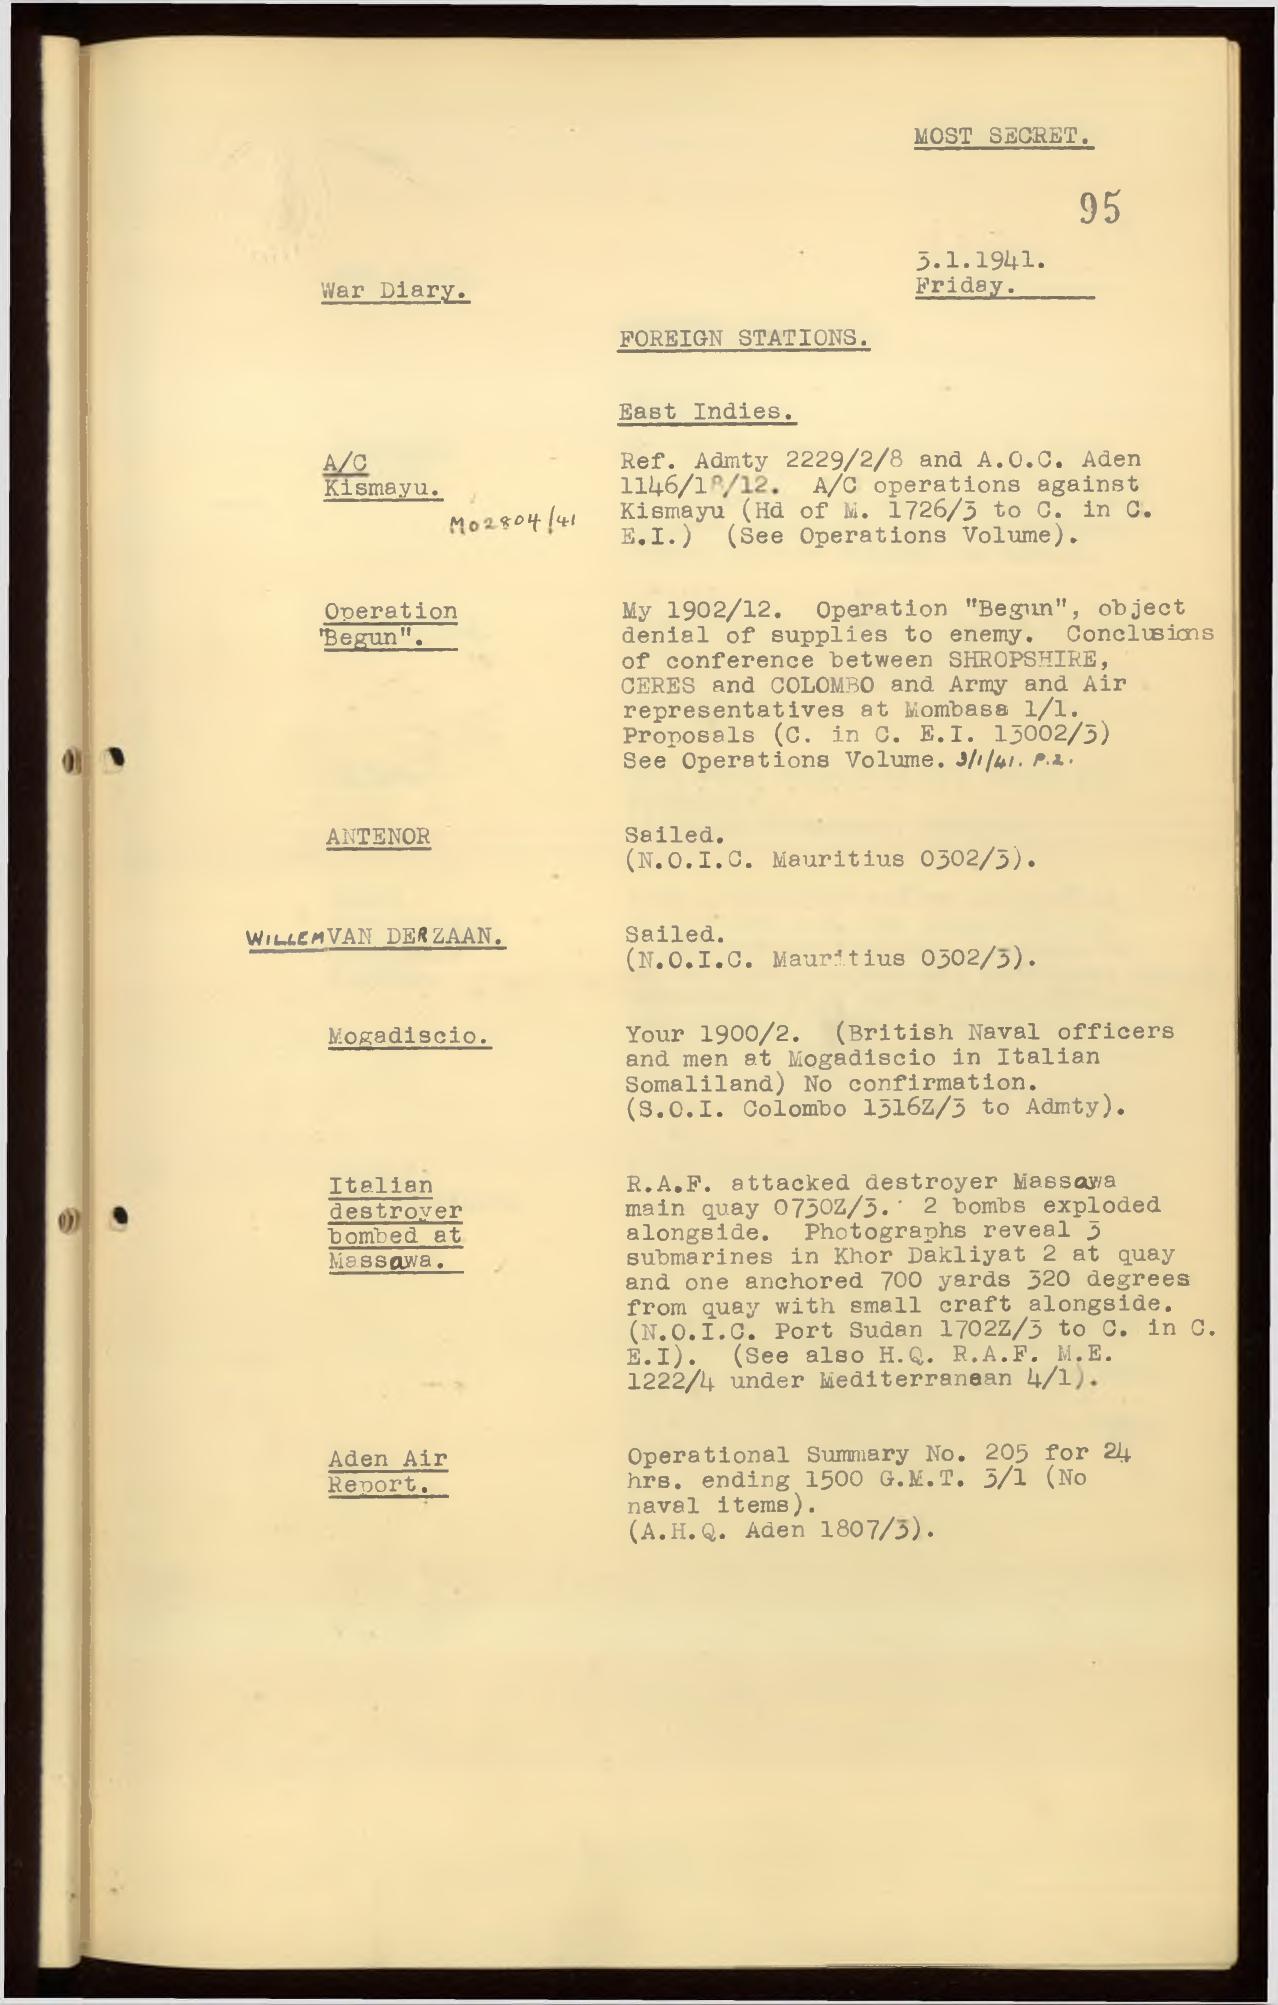 MOST SECRET.
95
3.1.1941.
War Diary.
Friday.
FOREIGN STATIONS.
East Indies.
A/C
Kismayu.
M02804/41
Ref. Admty 2229/2/8 and A.O.C. Aden
1146/18/12. A/C operations against
Kismayu (Hd of M. 1726/3 to C. in C.
E.I.) (See Operations Volume).
Operation
"Begun".
My 1902/12. Operation "Begun", object
denial of supplies to enemy. Conclusions
of conference between SHROPSHIRE,
CERES and COLOMBO and Army and Air
representatives at Mombasa 1/1.
Proposals (C. in C. E.I. 13002/3)
See Operations Volume. 3/1/41. P.2.
ANTENOR
Sailed.
(N.O.I.C. Mauritius 0302/3).
WILLEM VAN DER ZAAN.
Sailed.
(N.O.I.C. Mauritius 0302/3).
Mogadiscio.
Your 1900/2. (British Naval officers
and men at Mogadiscio in Italian
Somaliland) No confirmation.
(S.O.I. Colombo 1316Z/3 to Admty).
Italian
destroyer
bombed at
Massawa.
R.A.F. attacked destroyer Massawa
main quay 0730Z/3. 2 bombs exploded
alongside. Photographs reveal 3
submarines in Khor Dakliyat 2 at quay
and one anchored 700 yards 320 degrees
from quay with small craft alongside.
(N.O.I.C. Port Sudan 1702Z/3 to C. in C.
E.I). (See also H.Q. R.A.F. M.E.
1222/4 under Mediterranean 4/1).
Aden Air
Report.
Operational Summary No. 205 for 24
hrs. ending 1500 G.M.T. 3/1 (No
naval items).
(A.H.Q. Aden 1807/3).